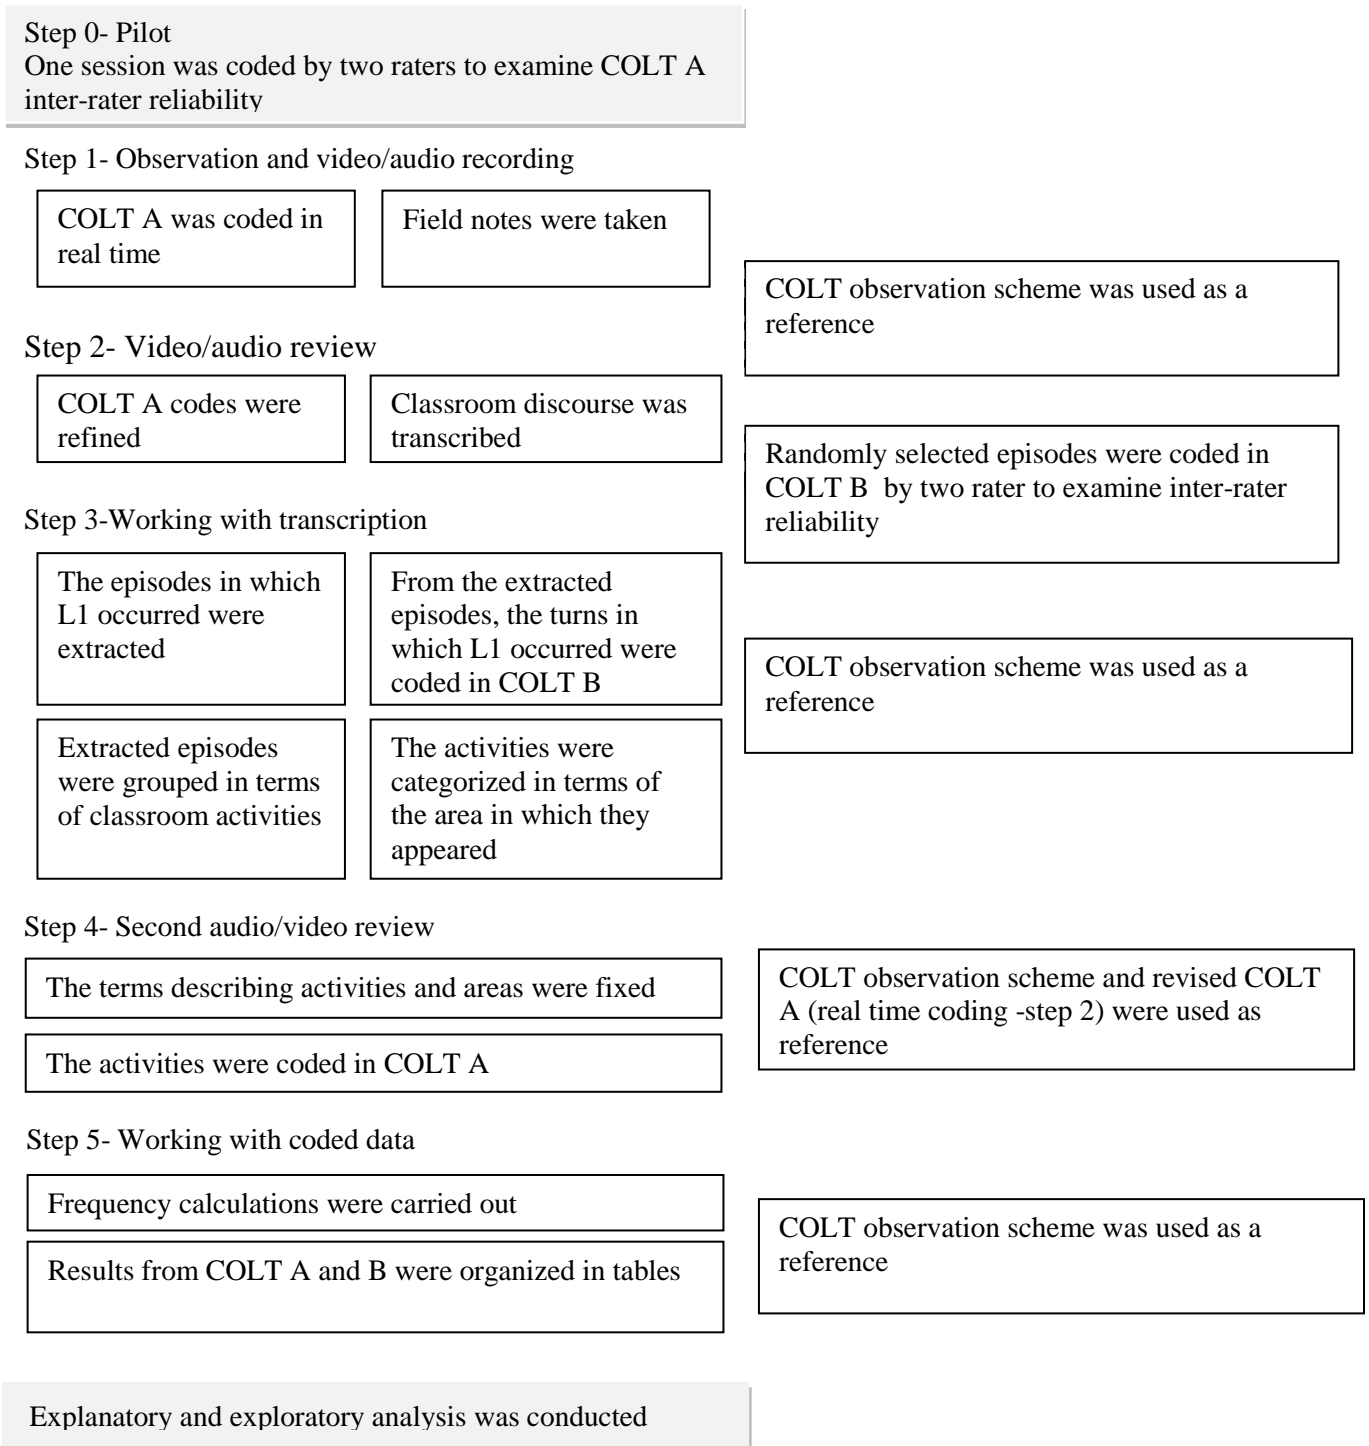 Step 0- Pilot
One session was coded by two raters to examine COLT A
inter-rater reliability
Step 1- Observation and video/audio recording
COLT A was coded in
real time
Field notes were taken
COLT observation scheme was used as a
reference
Step 2- Video/audio review
COLT A codes were
refined
Classroom discourse was
transcribed
Randomly selected episodes were coded in
COLT B  by two rater to examine inter-rater
reliability
Step 3-Working with transcription
The episodes in which
L1 occurred were
extracted
From the extracted
episodes, the turns in
which L1 occurred were
coded in COLT B
COLT observation scheme was used as a
reference
Extracted episodes
were grouped in terms
of classroom activities
The activities were
categorized in terms of
the area in which they
appeared
Step 4- Second audio/video review
The terms describing activities and areas were fixed
The activities were coded in COLT A
COLT observation scheme and revised COLT
A (real time coding -step 2) were used as
reference
Step 5- Working with coded data
Frequency calculations were carried out
Results from COLT A and B were organized in tables
COLT observation scheme was used as a
reference
Explanatory and exploratory analysis was conducted